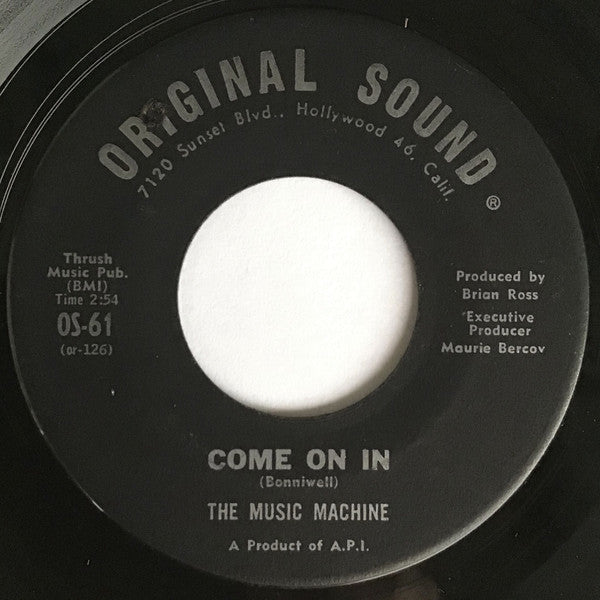 ORIGINAL SOUND ®
7120 Sunset Blvd., Hollywood 46, Calif.
Thrush
Music Pub.
(BMI)
Time 2:54
OS-61
(or-126)
Produced by
Brian Ross
Executive
Producer
Maurie Bercov
COME ON IN
(Bonniwell)
THE MUSIC MACHINE
A Product of A.P.I.